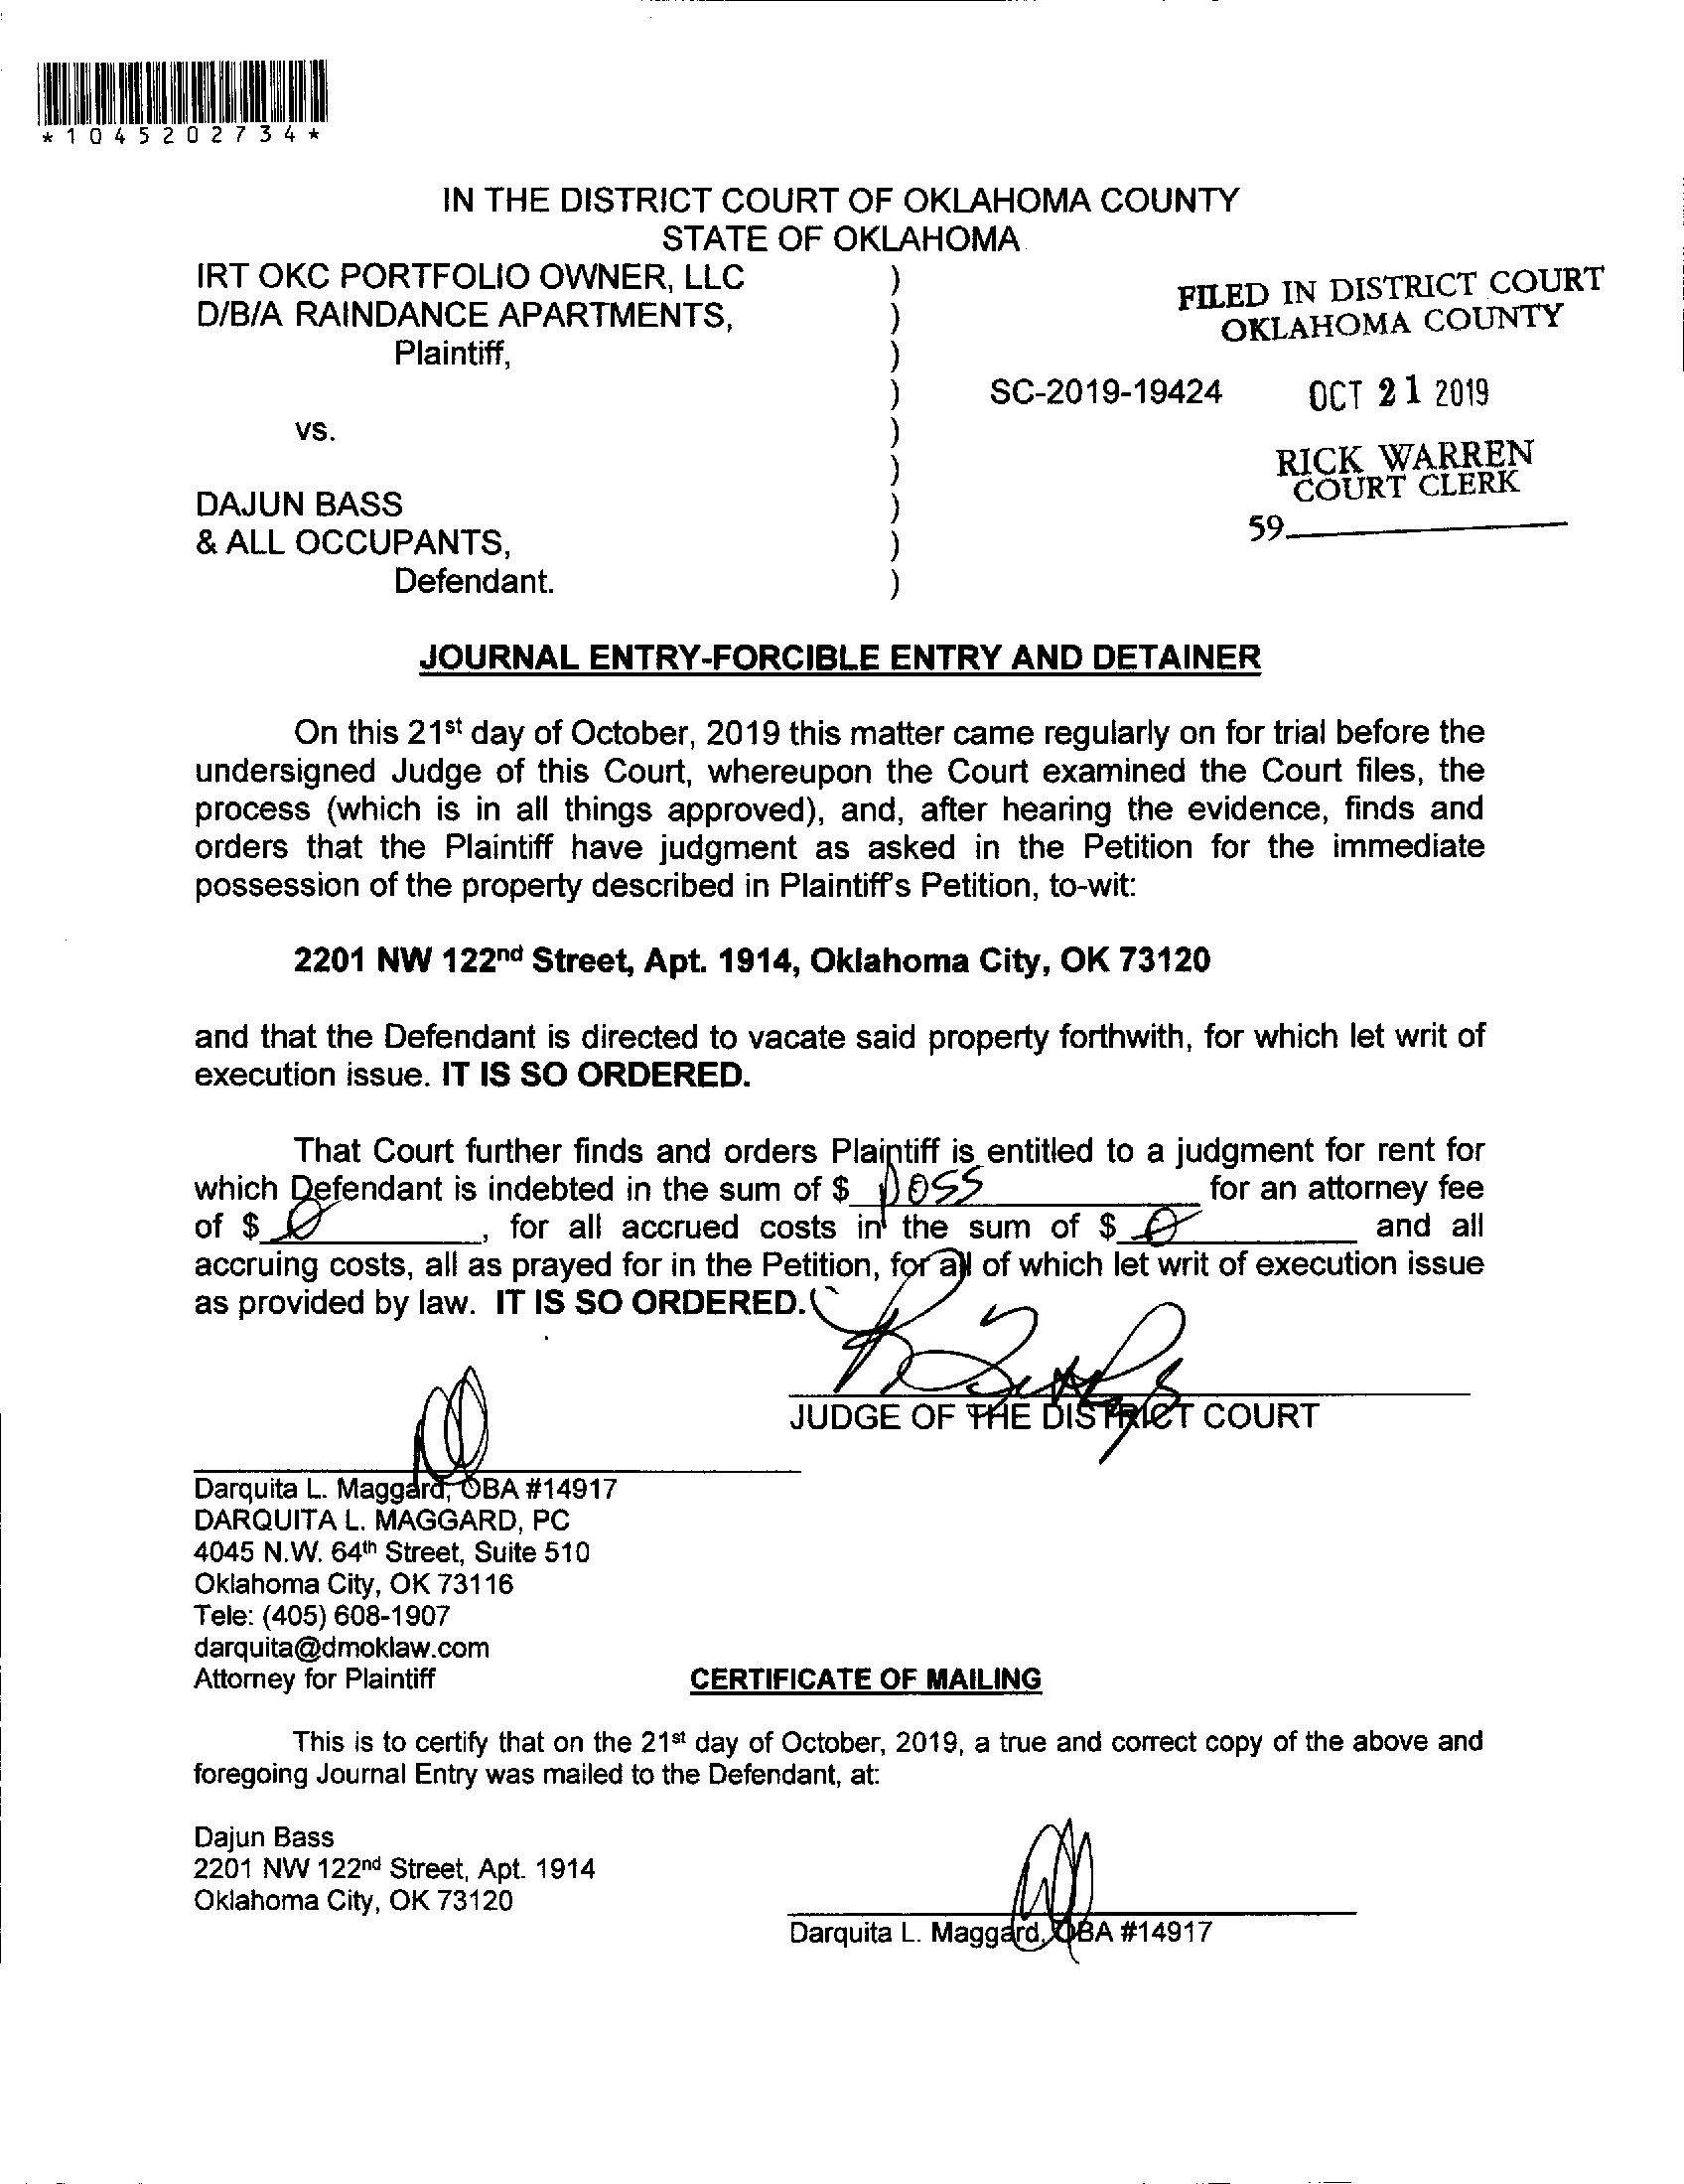 *1045202734*
IN THE DISTRICT COURT OF OKLAHOMA COUNTY
STATE OF OKLAHOMA
IRT OKC PORTFOLIO OWNER, LLC )
D/B/A RAINDANCE APARTMENTS, )
Plaintiff, )
FILED IN DISTRICT COURT
OKLAHOMA COUNTY
) SC-2019-19424 OCT 21 2019
vs. )
)
RICK WARREN
COURT CLERK
59
DAJUN BASS )
& ALL OCCUPANTS, )
Defendant. )
JOURNAL ENTRY-FORCIBLE ENTRY AND DETAINER
On this 21st day of October, 2019 this matter came regularly on for trial before the
undersigned Judge of this Court, whereupon the Court examined the Court files, the
process (which is in all things approved), and, after hearing the evidence, finds and
orders that the Plaintiff have judgment as asked in the Petition for the immediate
possession of the property described in Plaintiff's Petition, to-wit:
2201 NW 122nd Street, Apt. 1914, Oklahoma City, OK 73120
and that the Defendant is directed to vacate said property forthwith, for which let writ of
execution issue. IT IS SO ORDERED.
That Court further finds and orders Plaintiff is entitled to a judgment for rent for
which Defendant is indebted in the sum of $ poss for an attorney fee
of $ 0, for all accrued costs in the sum of $ 0 and all
accruing costs, all as prayed for in the Petition, for all of which let writ of execution issue
as provided by law. IT IS SO ORDERED.
JUDGE OF THE DISTRICT COURT
Darquita L. Maggard, OBA #14917
DARQUITA L. MAGGARD, PC
4045 N.W. 64th Street, Suite 510
Oklahoma City, OK 73116
Tele: (405) 608-1907
darquita@dmoklaw.com
Attorney for Plaintiff
CERTIFICATE OF MAILING
This is to certify that on the 21st day of October, 2019, a true and correct copy of the above and
foregoing Journal Entry was mailed to the Defendant, at:
Dajun Bass
2201 NW 122nd Street, Apt. 1914
Oklahoma City, OK 73120
Darquita L. Maggard, OBA #14917